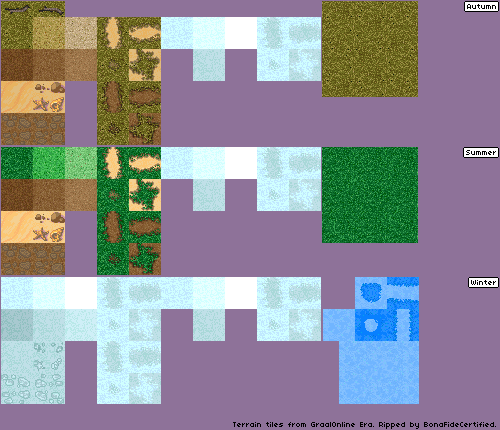 Autumn
Summer
Winter
Terrain tiles from GraalOnline Era. Ripped by BonaFideCertified.